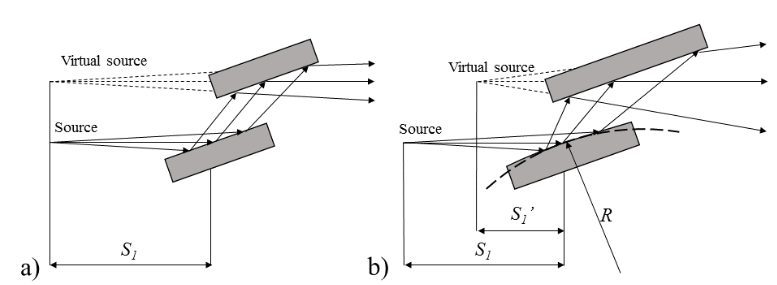 Virtual source
Source
S1
a)
Virtual source
Source
S1’
R
S1
b)